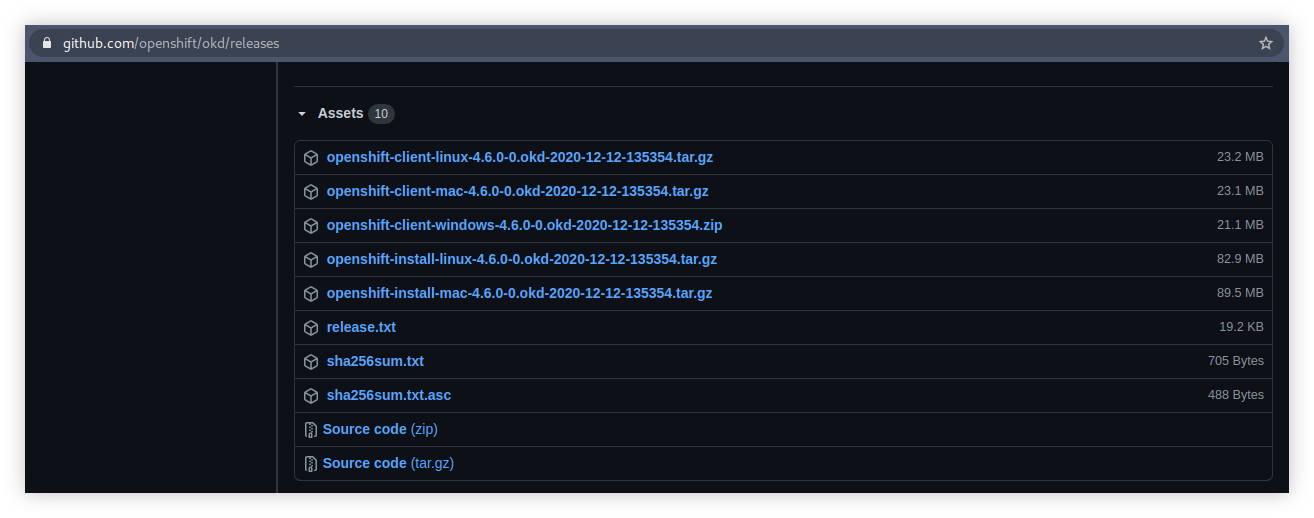 github.com/openshift/okd/releases
Assets 10
openshift-client-linux-4.6.0-0.okd-2020-12-12-135354.tar.gz 23.2 MB
openshift-client-mac-4.6.0-0.okd-2020-12-12-135354.tar.gz 23.1 MB
openshift-client-windows-4.6.0-0.okd-2020-12-12-135354.zip 21.1 MB
openshift-install-linux-4.6.0-0.okd-2020-12-12-135354.tar.gz 82.9 MB
openshift-install-mac-4.6.0-0.okd-2020-12-12-135354.tar.gz 89.5 MB
release.txt 19.2 KB
sha256sum.txt 705 Bytes
sha256sum.txt.asc 488 Bytes
Source code (zip)
Source code (tar.gz)